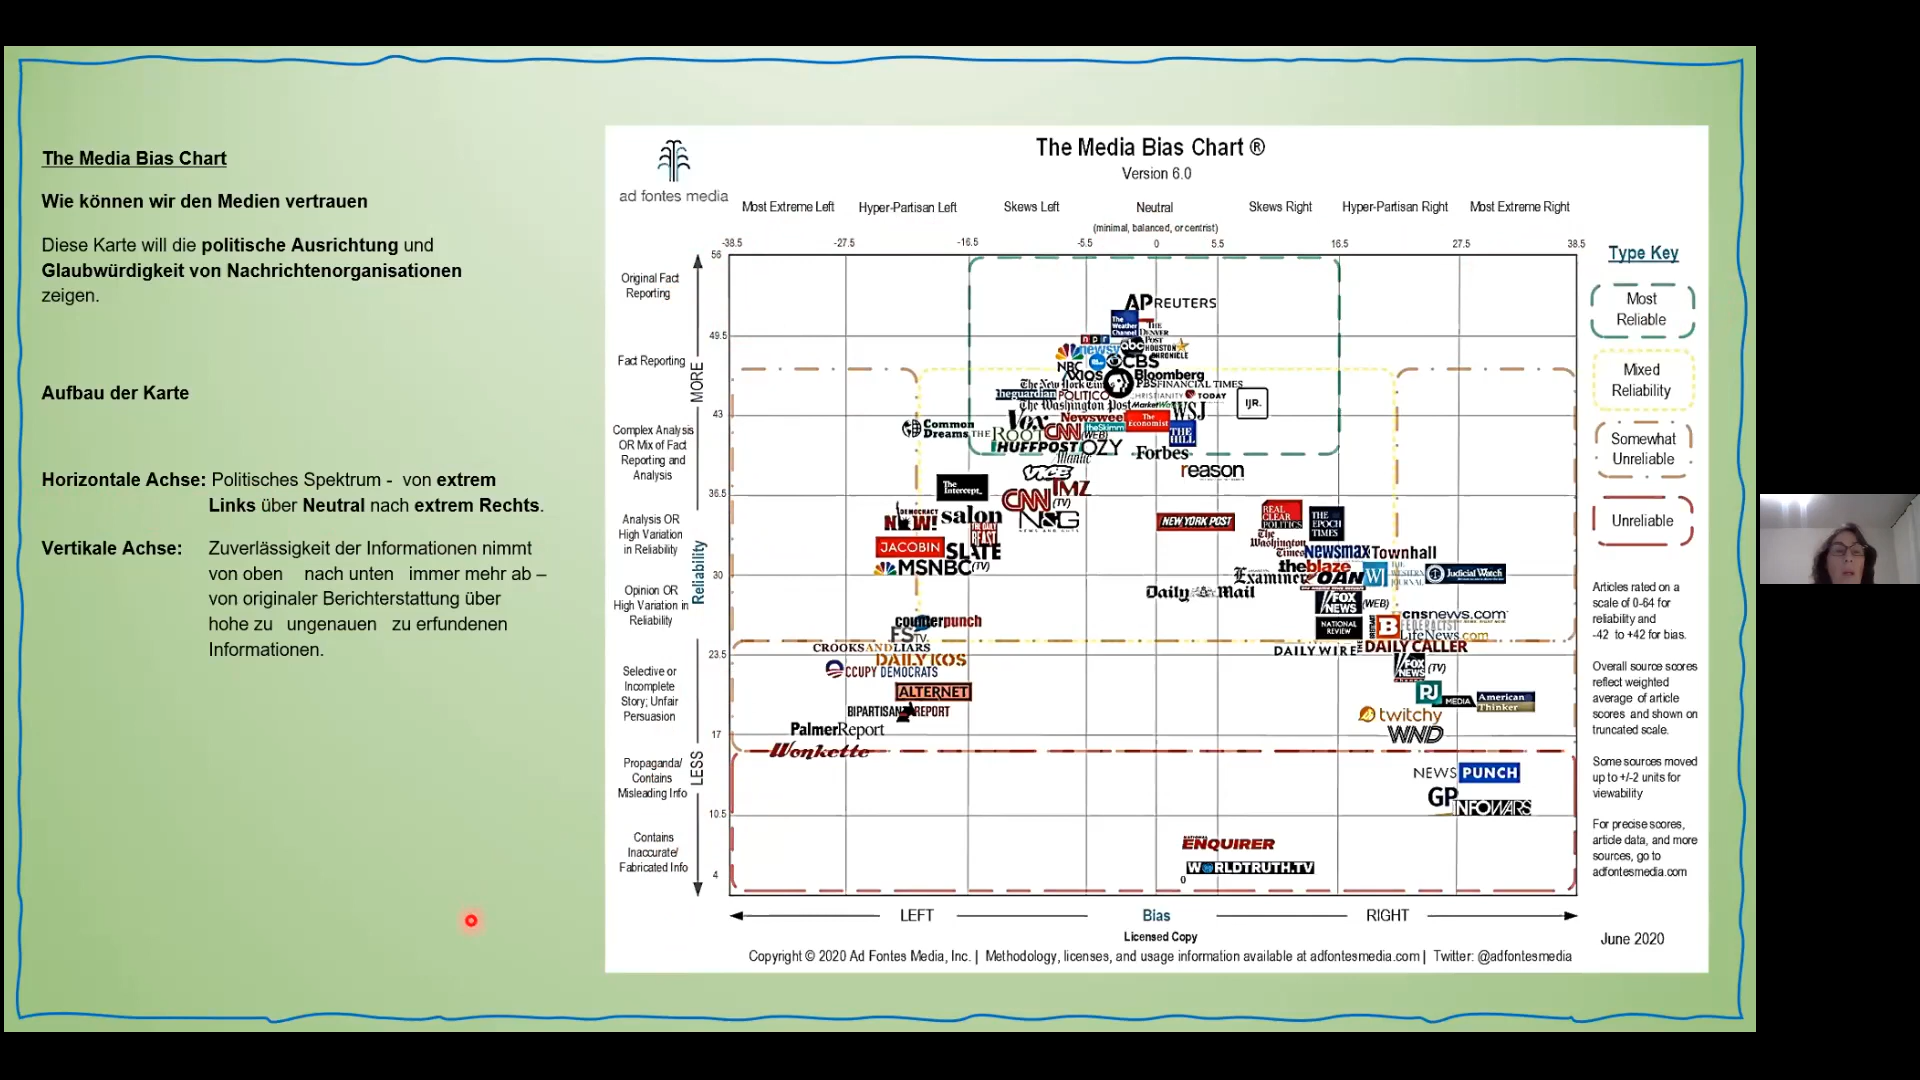 The Media Bias Chart
Wie können wir den Medien vertrauen
Diese Karte will die politische Ausrichtung und
Glaubwürdigkeit von Nachrichtenorganisationen
zeigen.
Aufbau der Karte
Horizontale Achse: Politisches Spektrum - von extrem
Links über Neutral nach extrem Rechts.
Vertikale Achse: Zuverlässigkeit der Informationen nimmt
von oben nach unten immer mehr ab –
von originaler Berichterstattung über
hohe zu ungenauen zu erfundenen
Informationen.
ad fontes media
The Media Bias Chart ®
Version 6.0
Most Extreme Left Hyper-Partisan Left Skews Left Neutral Skews Right Hyper-Partisan Right Most Extreme Right
(minimal, balanced, or centrist)
-38.5 -27.5 -16.5 -5.5 0 5.5 16.5 27.5 38.5
56
Original Fact
Reporting
49.5
Fact Reporting
43
Complex Analysis
OR Mix of Fact
Reporting and
Analysis
36.5
Analysis OR
High Variation
in Reliability
30
Opinion OR
High Variation in
Reliability
23.5
Selective or
Incomplete
Story; Unfair
Persuasion
17
Propaganda/
Contains
Misleading Info
10.5
Contains
Inaccurate/
Fabricated Info
4
MORE
Reliability
LESS
AP REUTERS
The Weather Channel
THE DENVER POST
npr
newsy
abc
HOUSTON CHRONICLE
NBC
CBS
AXIOS
Bloomberg
The New York Times
PBS FINANCIAL TIMES
theguardian POLITICO
CHRISTIANITY TODAY
IJR.
The Washington Post MarketWa WSJ
Vox Newsweek The Economist
Common Dreams
THE ROOT CNN (WEB) theSkimm THE HILL
HUFFPOST OZY
Forbes
Atlantic
VICE
reason
The Intercept_
TMZ
CNN (TV)
DEMOCRACY NOW!
salon
N&G
NEW YORK POST
REAL CLEAR POLITICS
THE EPOCH TIMES
THE DAILY BEAST
The Washington Times
JACOBIN SLATE
Newsmax Townhall
MSNBC (TV)
theblaze
Examiner OAN WJ THE WESTERN JOURNAL Judicial Watch
Daily Mail
FOX NEWS (WEB)
counterpunch
cnsnews.com
FSTV
NATIONAL REVIEW
BREITBART
FEDERALIST
LifeNews.com
CROOKSANDLIARS
DAILYWIRE THE DAILY CALLER
DAILY KOS
OCCUPY DEMOCRATS
FOX NEWS (TV)
ALTERNET
PJ MEDIA American Thinker
BIPARTISAN REPORT
twitchy
PalmerReport
WND
Wonkette
NEWS PUNCH
GP INFOWARS
NATIONAL ENQUIRER
WORLDTRUTH.TV
0
LEFT Bias RIGHT
Licensed Copy
Copyright © 2020 Ad Fontes Media, Inc. | Methodology, licenses, and usage information available at adfontesmedia.com | Twitter: @adfontesmedia
Type Key
Most
Reliable
Mixed
Reliability
Somewhat
Unreliable
Unreliable
Articles rated on a
scale of 0-64 for
reliability and
-42 to +42 for bias.
Overall source scores
reflect weighted
average of article
scores and shown on
truncated scale.
Some sources moved
up to +/-2 units for
viewability
For precise scores,
article data, and more
sources, go to
adfontesmedia.com
June 2020